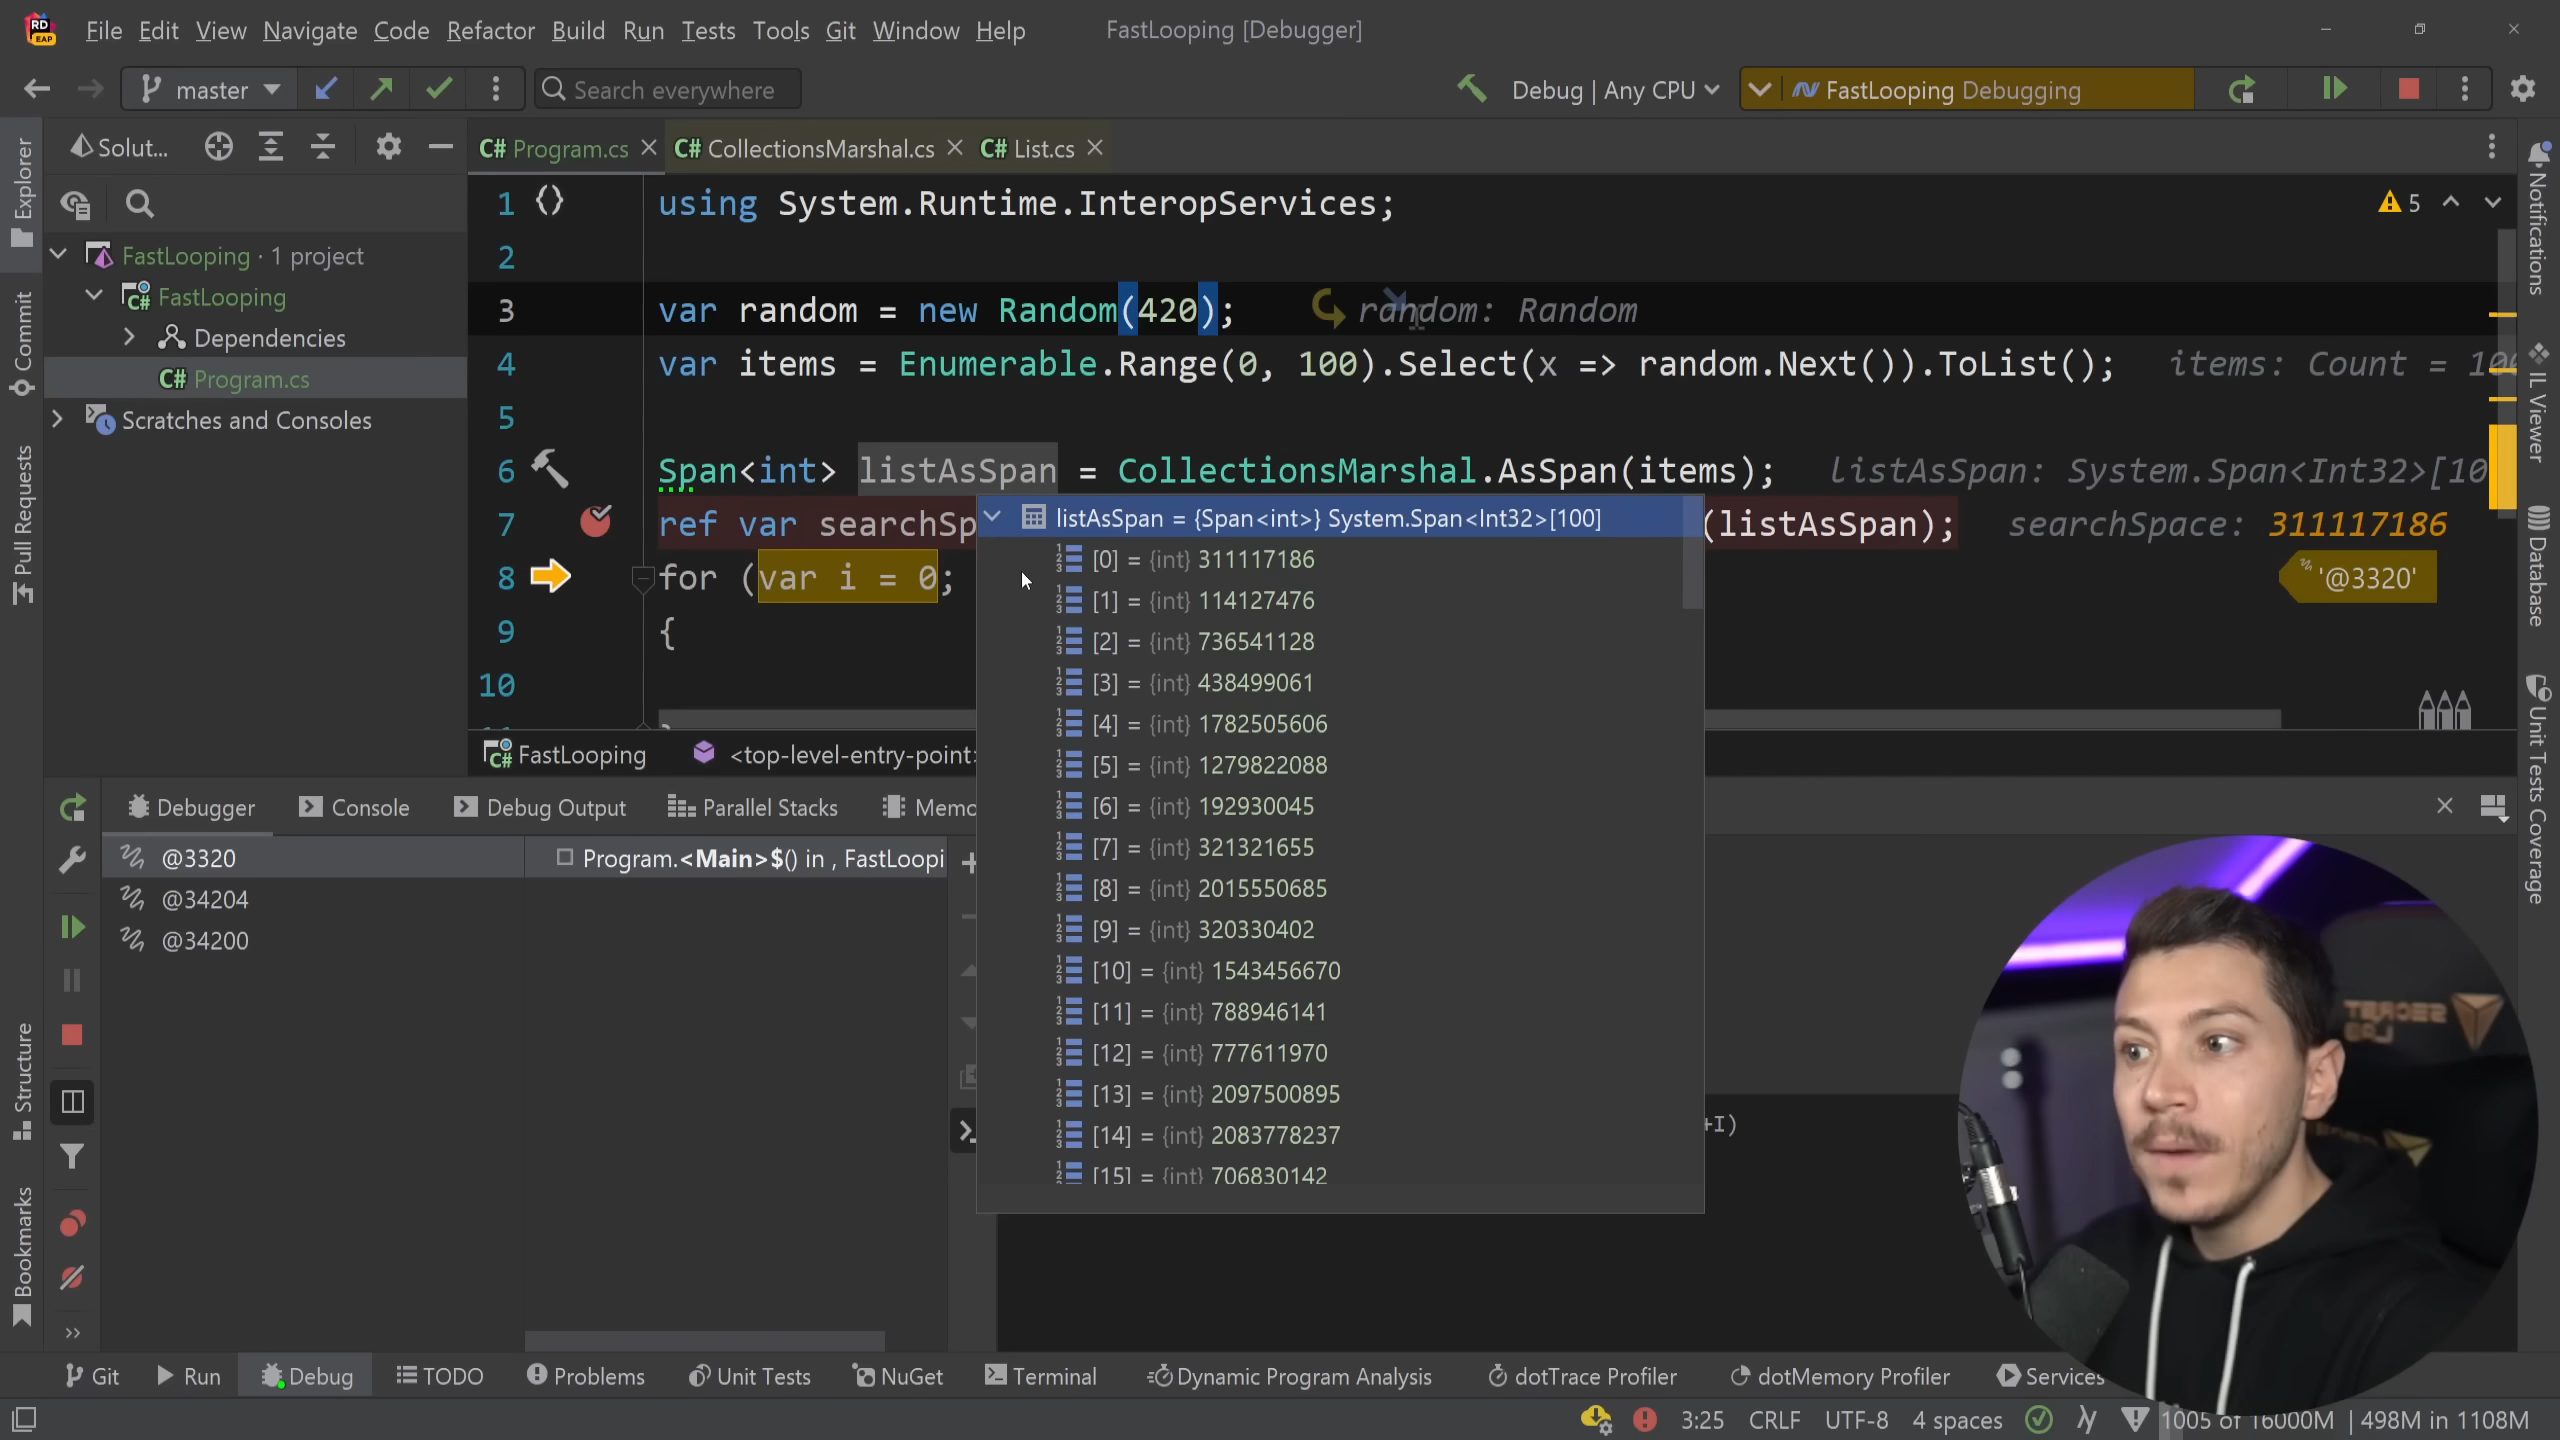 RD
EAP
File Edit View Navigate Code Refactor Build Run Tests Tools Git Window Help
FastLooping [Debugger]
master
Search everywhere
Debug | Any CPU
FastLooping Debugging
Explorer
Commit
Pull Requests
Structure
Bookmarks
Solut...
FastLooping · 1 project
FastLooping
Dependencies
C# Program.cs
Scratches and Consoles
C# Program.cs
C# CollectionsMarshal.cs
C# List.cs
5
1 using System.Runtime.InteropServices;
2
3 var random = new Random(420); random: Random
4 var items = Enumerable.Range(0, 100).Select(x => random.Next()).ToList(); items: Count = 100
5
6 Span<int> listAsSpan = CollectionsMarshal.AsSpan(items); listAsSpan: System.Span<Int32>[10
7 ref var searchSp (listAsSpan); searchSpace: 311117186
8 for (var i = 0; '@3320'
9 {
10
FastLooping <top-level-entry-point>
listAsSpan = {Span<int>} System.Span<Int32>[100]
[0] = {int} 311117186
[1] = {int} 114127476
[2] = {int} 736541128
[3] = {int} 438499061
[4] = {int} 1782505606
[5] = {int} 1279822088
[6] = {int} 192930045
[7] = {int} 321321655
[8] = {int} 2015550685
[9] = {int} 320330402
[10] = {int} 1543456670
[11] = {int} 788946141
[12] = {int} 777611970
[13] = {int} 2097500895
[14] = {int} 2083778237
[15] = {int} 706830142
Debugger Console Debug Output Parallel Stacks Memo
@3320
@34204
@34200
Program.<Main>$() in , FastLoopi
+I)
Notifications
IL Viewer
Database
Unit Tests Coverage
SECRET
LAB
Git Run Debug TODO Problems Unit Tests NuGet Terminal Dynamic Program Analysis dotTrace Profiler dotMemory Profiler Services
3:25 CRLF UTF-8 4 spaces 1005 of 16000M | 498M in 1108M